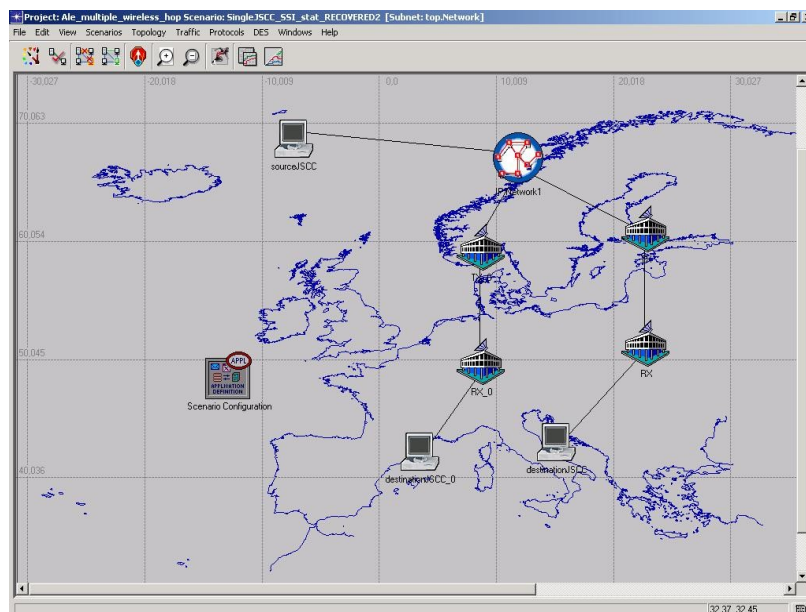 Project: Ale_multiple_wireless_hop Scenario: SingleJSCC_SSI_stat_RECOVERED2 [Subnet: top.Network]
File Edit View Scenarios Topology Traffic Protocols DES Windows Help
-30,027 -20,018 -10,009 0,0 10,009 20,018 30,027
70,063
sourceJSCC
IP Network1
60,054
50,045
RX_0
RX
APPL
APPLICATION
DEFINITION
Scenario Configuration
40,036
destinationJSCC_0
destinationJSCC
32.37, 32.45